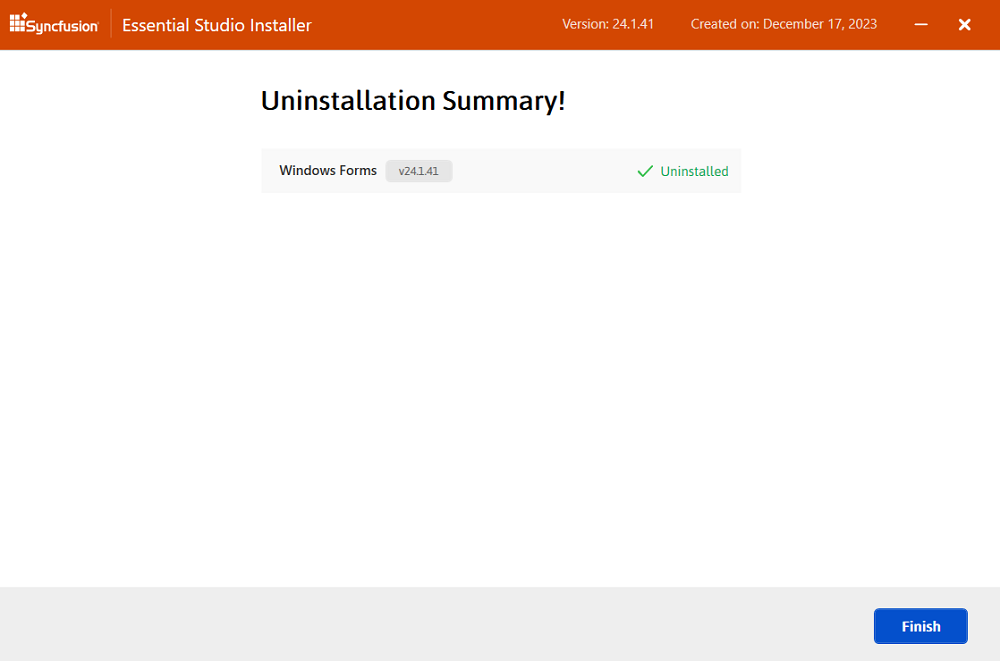 Syncfusion Essential Studio Installer Version: 24.1.41 Created on: December 17, 2023
Uninstallation Summary!
Windows Forms v24.1.41 Uninstalled
Finish